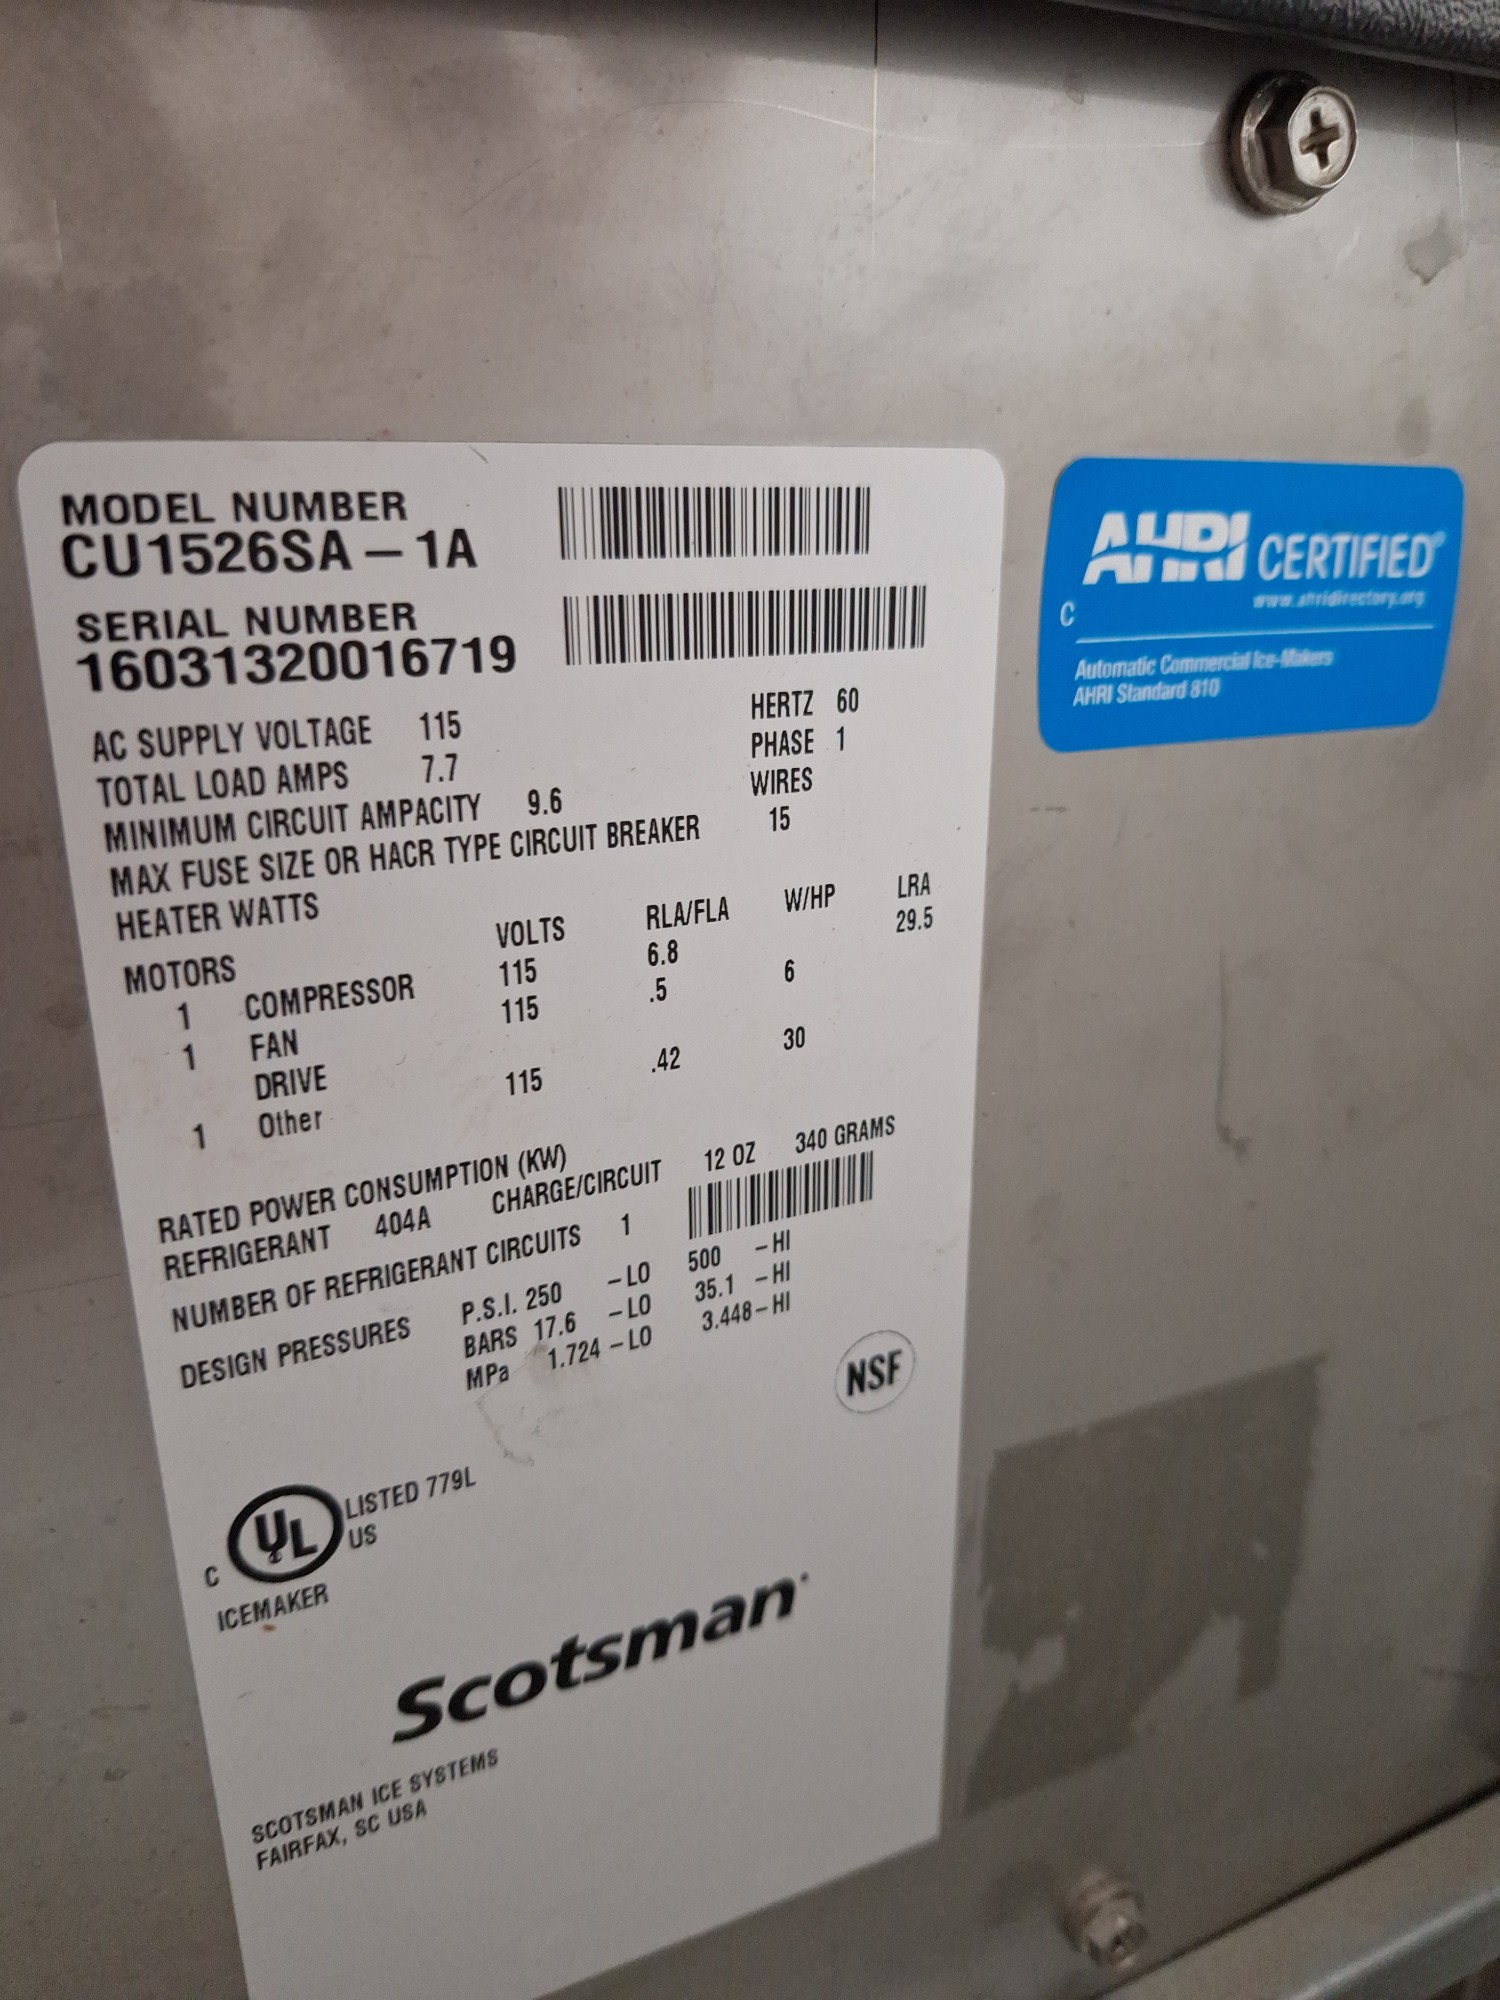 MODEL NUMBER
CU1526SA – 1A
SERIAL NUMBER
16031320016719
AC SUPPLY VOLTAGE 115 HERTZ 60
TOTAL LOAD AMPS 7.7 PHASE 1
MINIMUM CIRCUIT AMPACITY 9.6 WIRES
MAX FUSE SIZE OR HACR TYPE CIRCUIT BREAKER 15
HEATER WATTS
MOTORS VOLTS RLA/FLA W/HP LRA
1 COMPRESSOR 115 6.8 29.5
1 FAN 115 .5 6
DRIVE
1 Other 115 .42 30
RATED POWER CONSUMPTION (KW)
REFRIGERANT 404A CHARGE/CIRCUIT 12 OZ 340 GRAMS
NUMBER OF REFRIGERANT CIRCUITS 1
DESIGN PRESSURES P.S.I. 250 – LO 500 – HI
BARS 17.6 – LO 35.1 – HI
MPa 1.724 – LO 3.448 – HI
NSF
C UL LISTED 779L
US
ICEMAKER
Scotsman
SCOTSMAN ICE SYSTEMS
FAIRFAX, SC USA
AHRI CERTIFIED®
www.ahridirectory.org
C
Automatic Commercial Ice-Makers
AHRI Standard 810